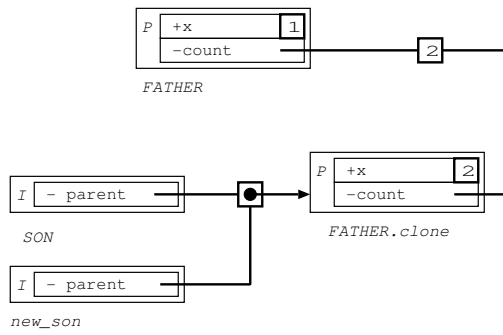 P +x 1
-count 2
FATHER
P +x 2
I - parent -count
SON FATHER.clone
I - parent
new_son